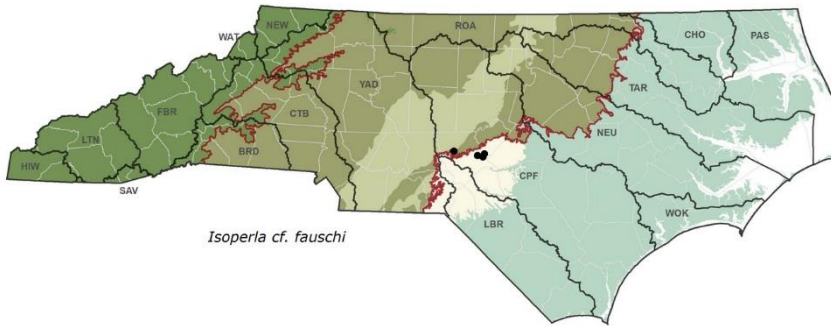 NEW
WAT
ROA
CHO
PAS
YAD
TAR
CTB
FBR
LTN
NEU
BRD
HIW
CPF
SAV
WOK
LBR
Isoperla cf. fauschi